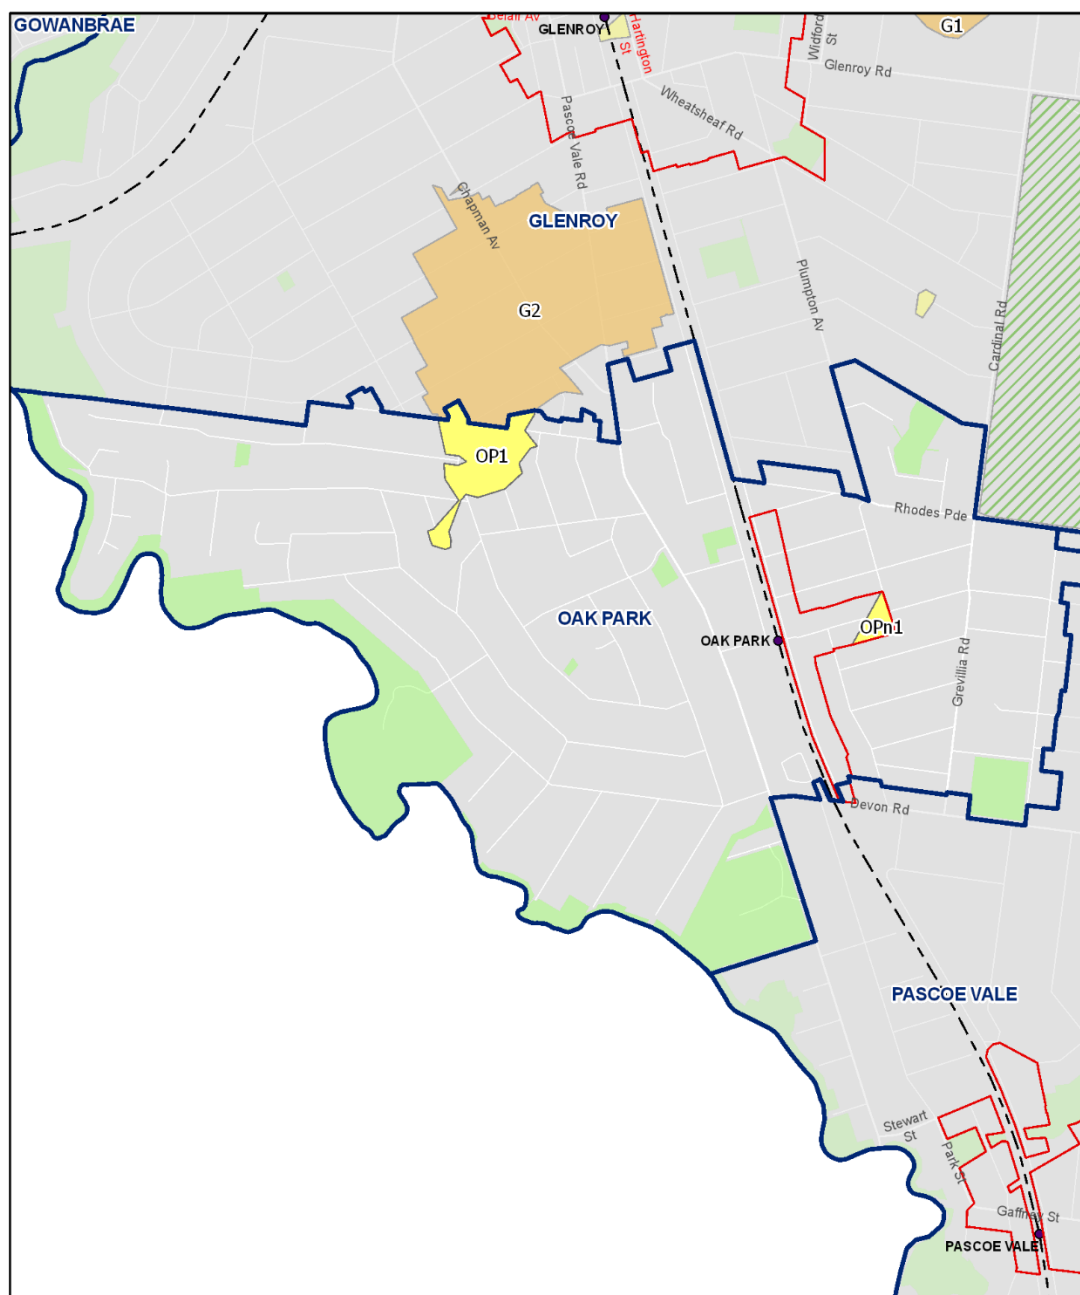 GOWANBRAE
Belair Av
GLENROY
Hartington
St
Widford
St
G1
Glenroy Rd
Wheatsheaf Rd
Pascoe Vale Rd
Chapman Av
GLENROY
G2
Plumpton Av
Cardinal Rd
OP1
Rhodes Pde
OAK PARK
OPn1
OAK PARK
Grevillia Rd
Devon Rd
PASCOE VALE
Stewart
St
Park St
Gaffney St
PASCOE VALE